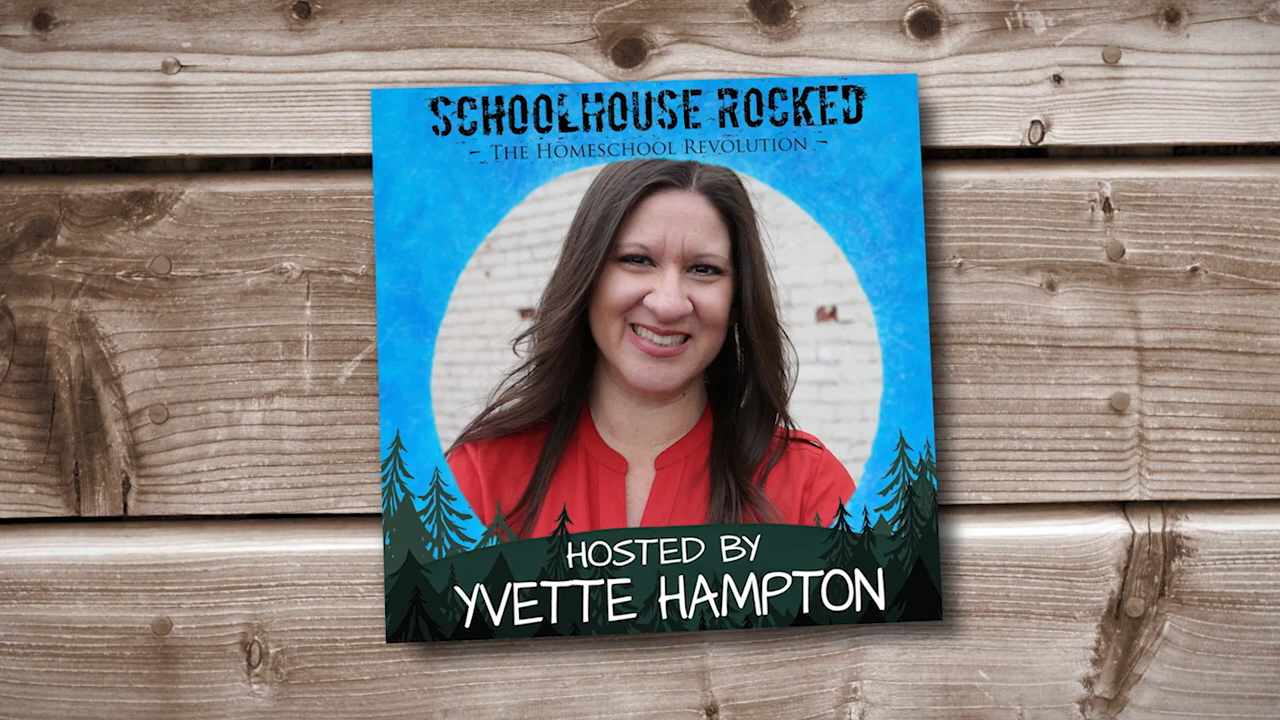 SCHOOLHOUSE ROCKED
– THE HOMESCHOOL REVOLUTION –
HOSTED BY
YVETTE HAMPTON